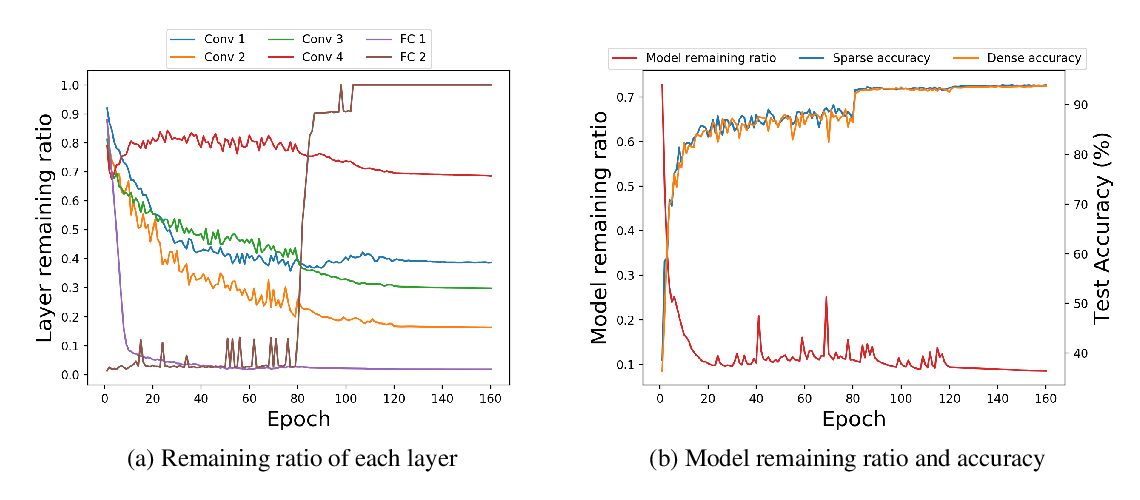 Conv 1 Conv 3 FC 1
Conv 2 Conv 4 FC 2
1.0
0.9
0.8
0.7
0.6
0.5
0.4
0.3
0.2
0.1
0.0
Layer remaining ratio
0 20 40 60 80 100 120 140 160
Epoch
(a) Remaining ratio of each layer
Model remaining ratio Sparse accuracy Dense accuracy
0.7
0.6
0.5
0.4
0.3
0.2
0.1
Model remaining ratio
90
80
70
60
50
40
Test Accuracy (%)
0 20 40 60 80 100 120 140 160
Epoch
(b) Model remaining ratio and accuracy